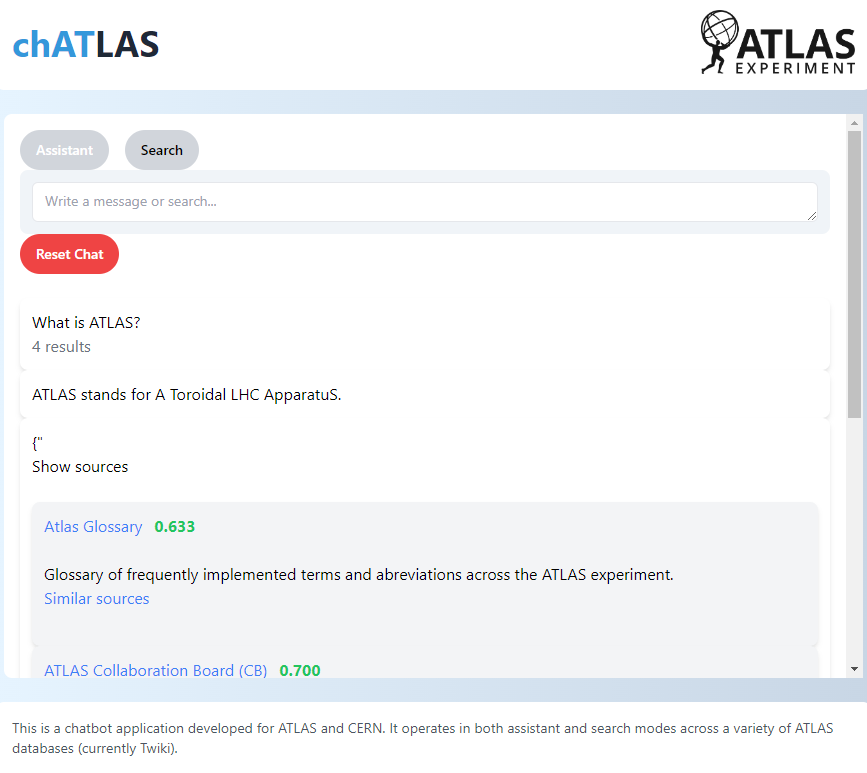 chATLAS
ATLAS
EXPERIMENT
Assistant
Search
Write a message or search...
Reset Chat
What is ATLAS?
4 results
ATLAS stands for A Toroidal LHC ApparatuS.
{"
Show sources
Atlas Glossary 0.633
Glossary of frequently implemented terms and abreviations across the ATLAS experiment.
Similar sources
ATLAS Collaboration Board (CB) 0.700
This is a chatbot application developed for ATLAS and CERN. It operates in both assistant and search modes across a variety of ATLAS
databases (currently Twiki).